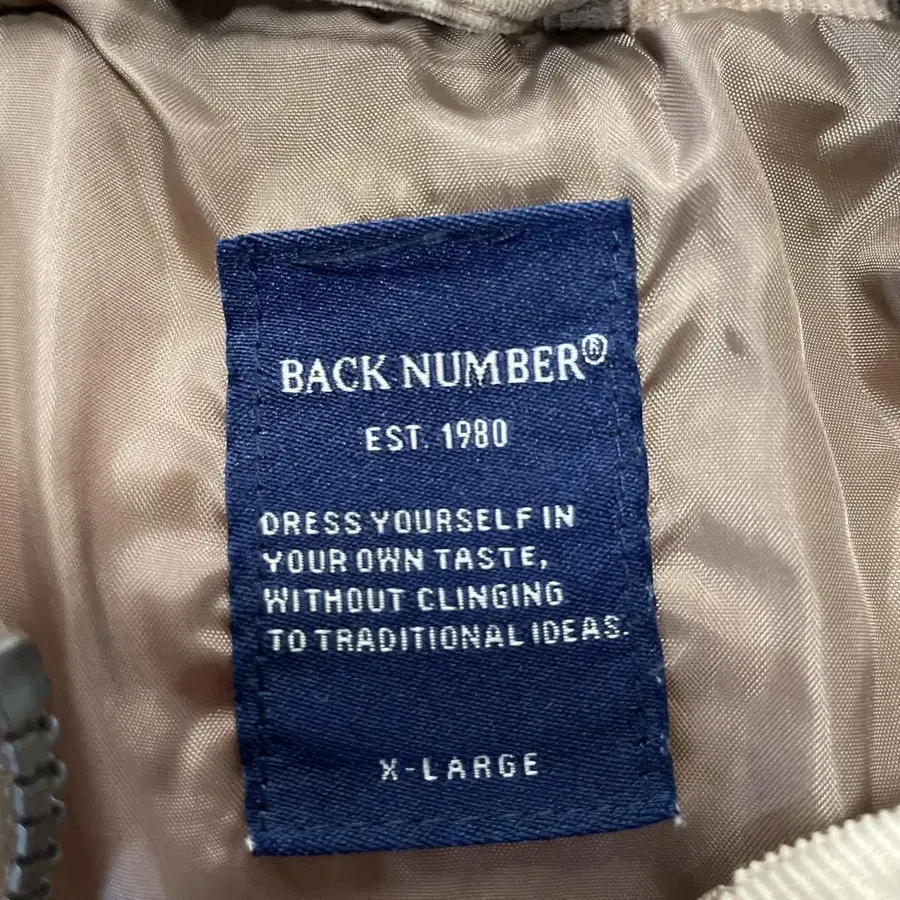 BACK NUMBER®
EST. 1980
DRESS YOURSELF IN
YOUR OWN TASTE,
WITHOUT CLINGING
TO TRADITIONAL IDEAS.
X-LARGE